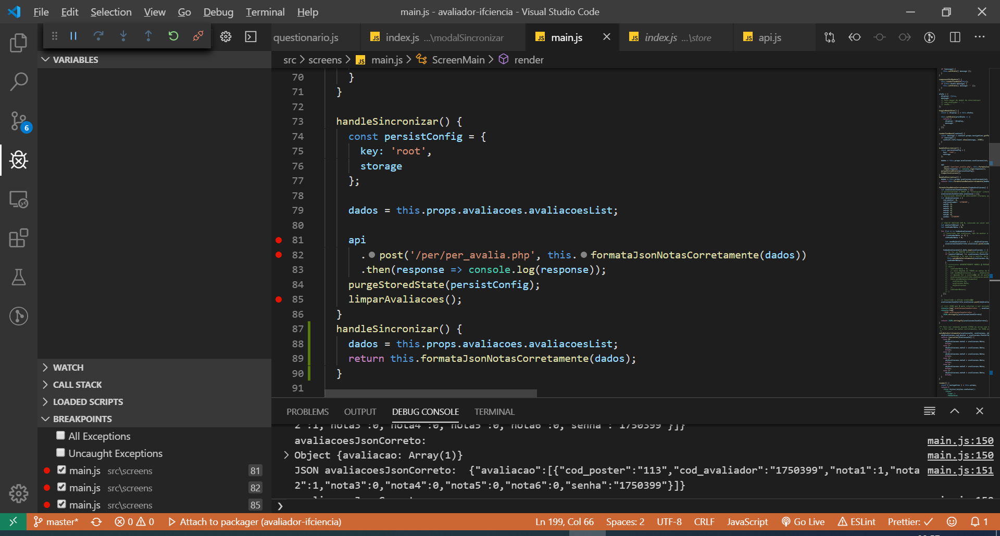 File Edit Selection View Go Debug Terminal Help
main.js - avaliador-ifciencia - Visual Studio Code
questionario.js
JS index.js ...\modalSincronizar
JS main.js
JS index.js ...\store
JS api.js
VARIABLES
src > screens > JS main.js > ScreenMain > render
70 }
71 }
72
73 handleSincronizar() {
74 const persistConfig = {
75 key: 'root',
76 storage
77 };
78
79 dados = this.props.avaliacoes.avaliacoesList;
80
81 api
82 .post('/per/per_avalia.php', this.formataJsonNotasCorretamente(dados))
83 .then(response => console.log(response));
84 purgeStoredState(persistConfig);
85 limparAvaliacoes();
86 }
87 handleSincronizar() {
88 dados = this.props.avaliacoes.avaliacoesList;
89 return this.formataJsonNotasCorretamente(dados);
90 }
91
6
WATCH
CALL STACK
LOADED SCRIPTS
BREAKPOINTS
All Exceptions
Uncaught Exceptions
main.js src\screens 81
main.js src\screens 82
main.js src\screens 85
PROBLEMS OUTPUT DEBUG CONSOLE TERMINAL
2":1,"nota3":0,"nota4":0,"nota5":0,"nota6":0,"senha":"1750399"}]}
avaliacoesJsonCorreto: main.js:150
> Object {avaliacao: Array(1)} main.js:150
JSON avaliacoesJsonCorreto: {"avaliacao":[{"cod_poster":"113","cod_avaliador":"1750399","nota1":1,"nota main.js:151
2":1,"nota3":0,"nota4":0,"nota5":0,"nota6":0,"senha":"1750399"}]}
master* 0 0 Attach to packager (avaliador-ifciencia) Ln 199, Col 66 Spaces: 2 UTF-8 CRLF JavaScript Go Live ESLint Prettier: ✓ 1